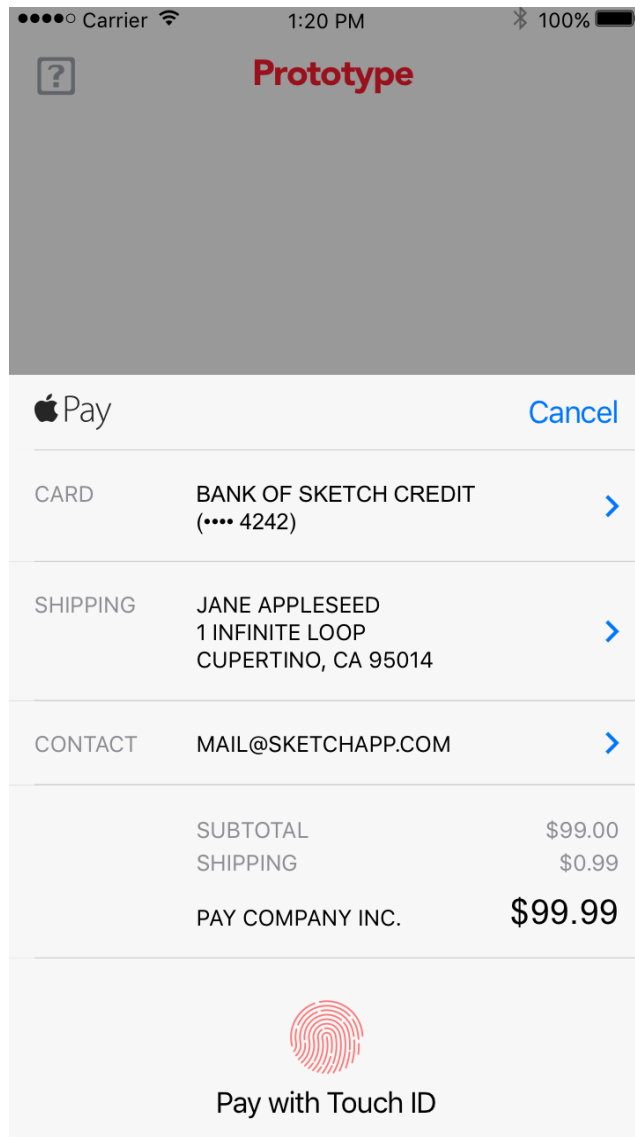 ●●●●○ Carrier 1:20 PM 100%
?
Prototype
Pay Cancel
CARD BANK OF SKETCH CREDIT
(•••• 4242)
SHIPPING JANE APPLESEED
1 INFINITE LOOP
CUPERTINO, CA 95014
CONTACT MAIL@SKETCHAPP.COM
SUBTOTAL $99.00
SHIPPING $0.99
PAY COMPANY INC. $99.99
Pay with Touch ID